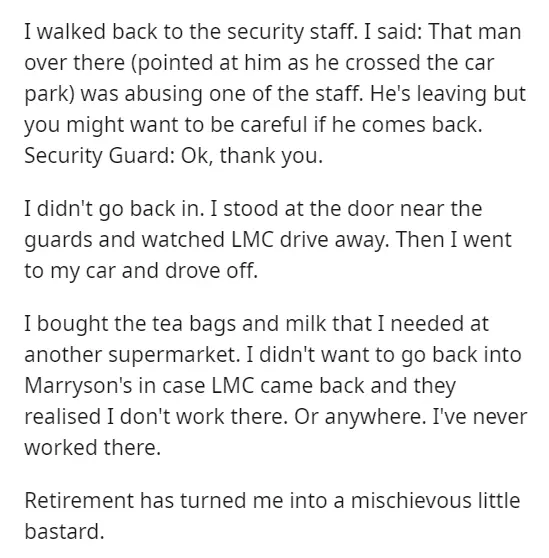 I walked back to the security staff. I said: That man
over there (pointed at him as he crossed the car
park) was abusing one of the staff. He's leaving but
you might want to be careful if he comes back.
Security Guard: Ok, thank you.
I didn't go back in. I stood at the door near the
guards and watched LMC drive away. Then I went
to my car and drove off.
I bought the tea bags and milk that I needed at
another supermarket. I didn't want to go back into
Marryson's in case LMC came back and they
realised I don't work there. Or anywhere. I've never
worked there.
Retirement has turned me into a mischievous little
bastard.